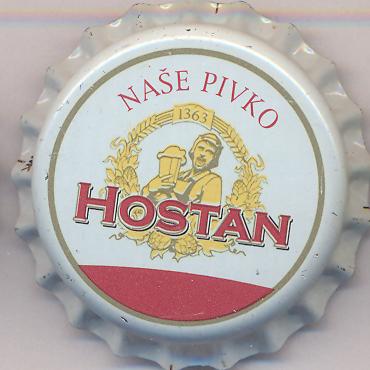 NAŠE PIVKO
1363
HOSTAN